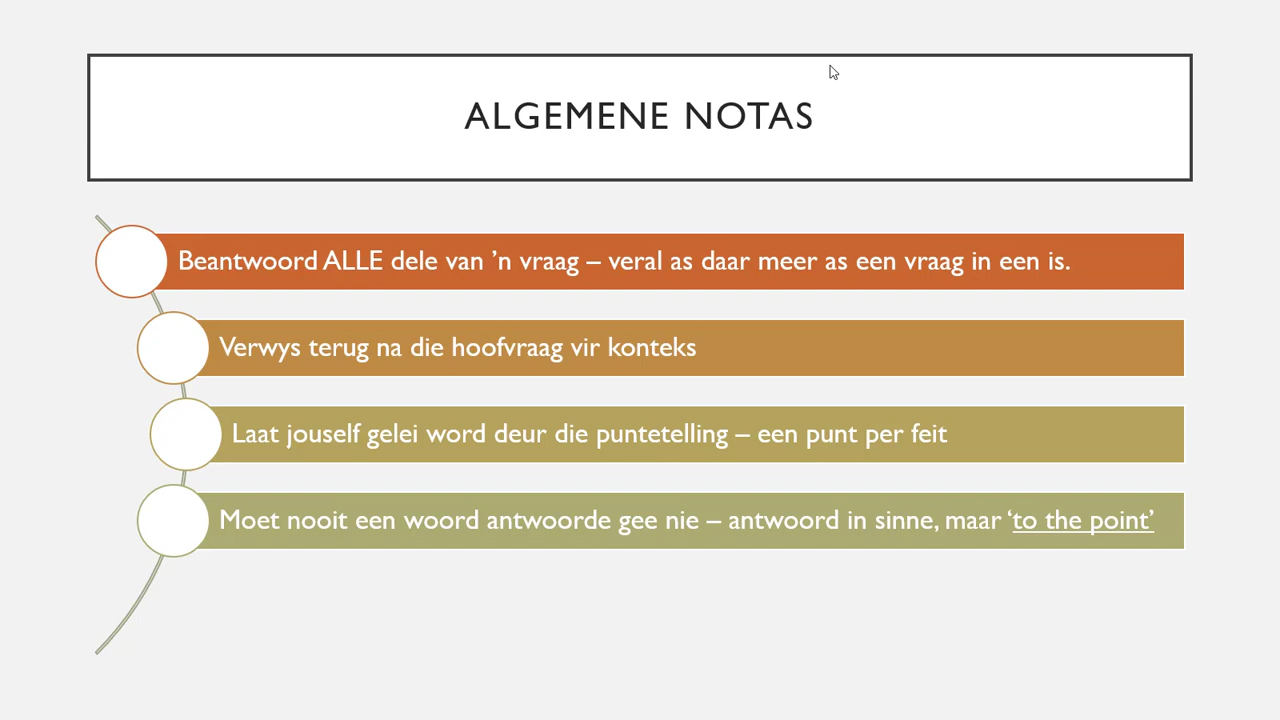 ALGEMENE NOTAS
Beantwoord ALLE dele van ’n vraag – veral as daar meer as een vraag in een is.
Verwys terug na die hoofvraag vir konteks
Laat jouself gelei word deur die puntetelling – een punt per feit
Moet nooit een woord antwoorde gee nie – antwoord in sinne, maar ‘to the point’